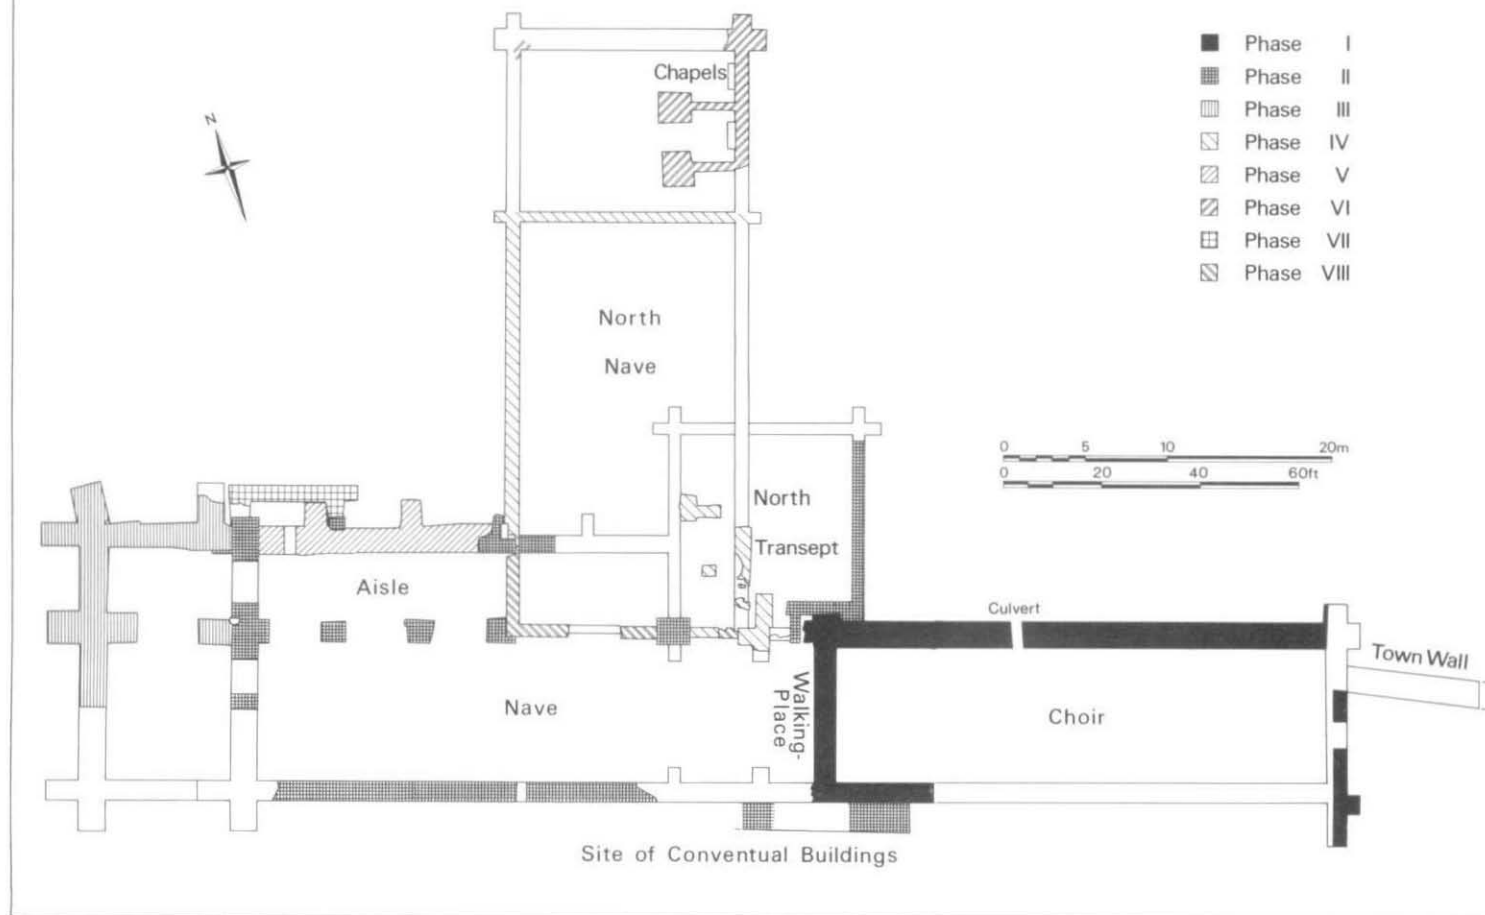 Chapels
N
Phase I
Phase II
Phase III
Phase IV
Phase V
Phase VI
Phase VII
Phase VIII
North
Nave
0 5 10 20m
0 20 40 60ft
North
Transept
Aisle
Culvert
Town Wall
Walking-
Place
Nave
Choir
Site of Conventual Buildings